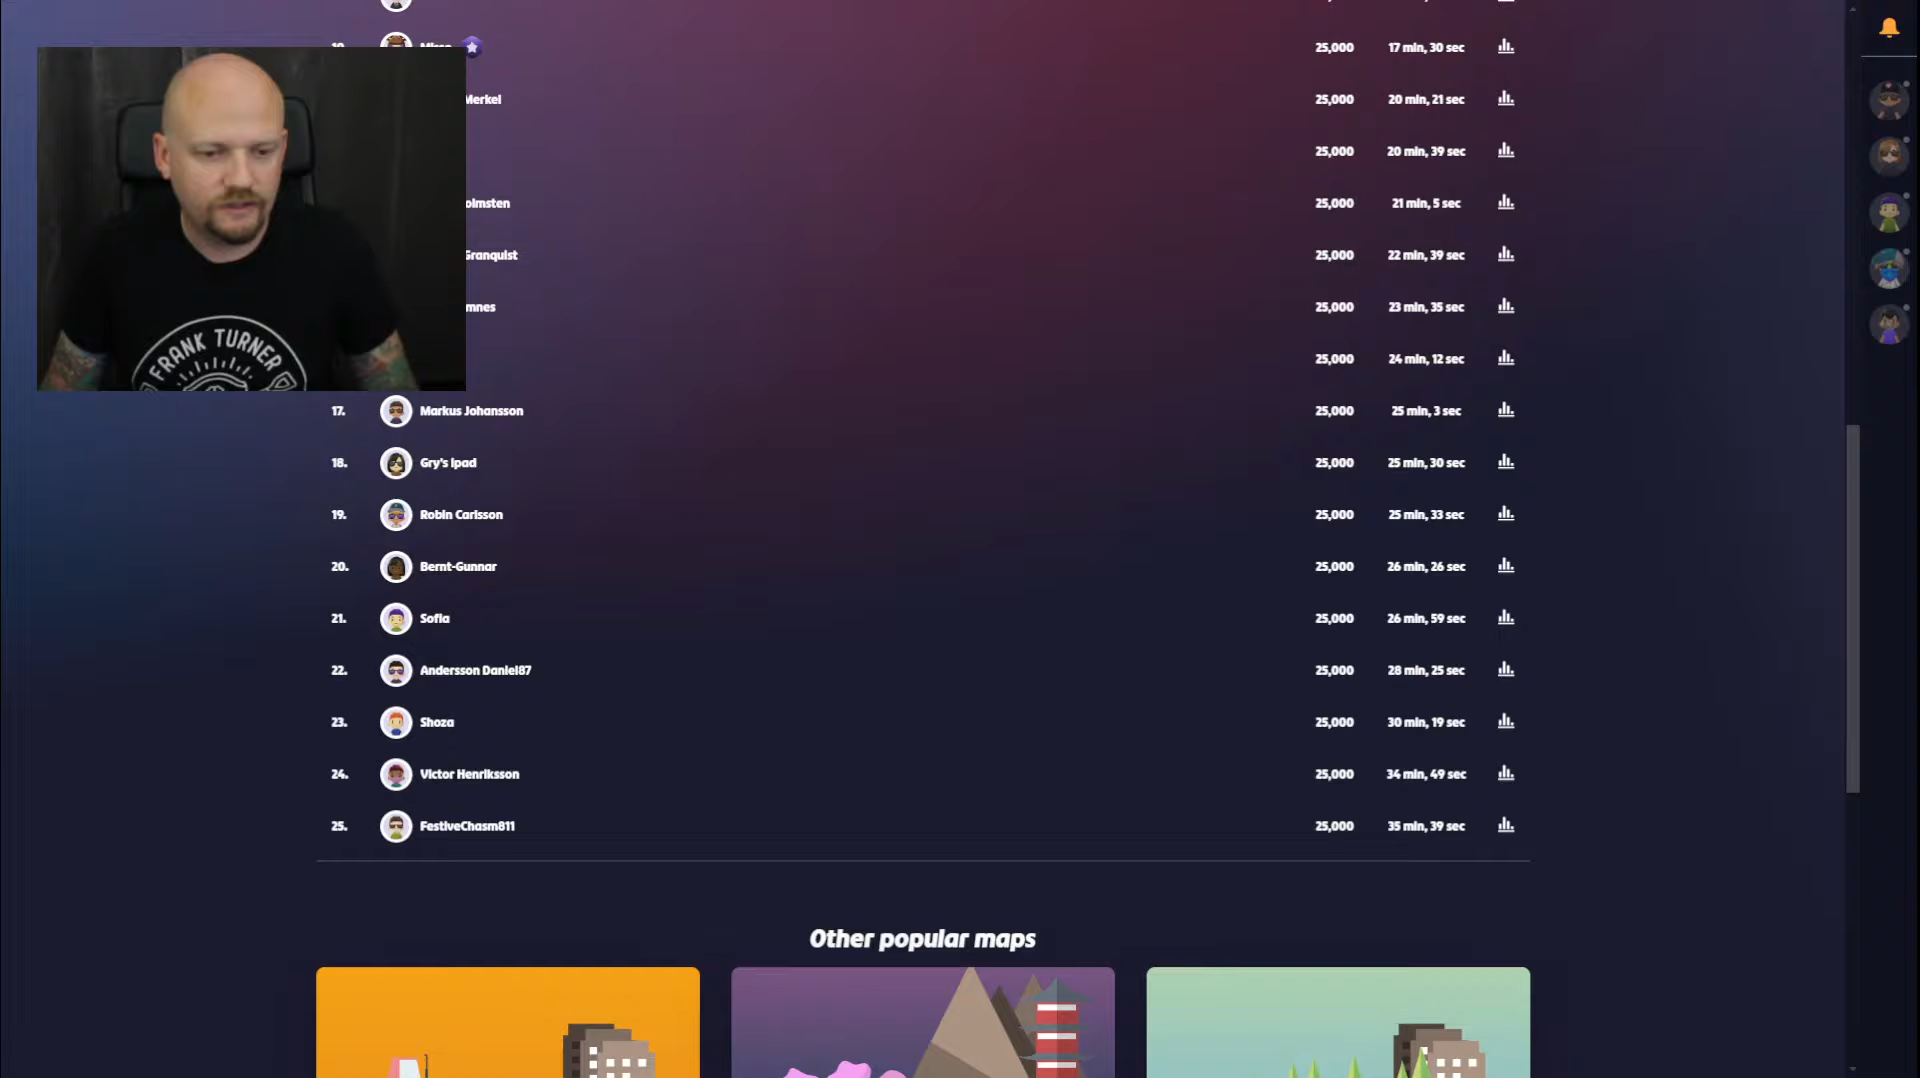 25,000 17 min, 30 sec
Merkel 25,000 20 min, 21 sec
25,000 20 min, 39 sec
olmsten 25,000 21 min, 5 sec
Granquist 25,000 22 min, 39 sec
mnes 25,000 23 min, 35 sec
25,000 24 min, 12 sec
FRANK TURNER
17. Markus Johansson 25,000 25 min, 3 sec
18. Gry's ipad 25,000 25 min, 30 sec
19. Robin Carlsson 25,000 25 min, 33 sec
20. Bernt-Gunnar 25,000 26 min, 26 sec
21. Sofia 25,000 26 min, 59 sec
22. Andersson Daniel87 25,000 28 min, 25 sec
23. Shoza 25,000 30 min, 19 sec
24. Victor Henriksson 25,000 34 min, 49 sec
25. FestiveChasm811 25,000 35 min, 39 sec
Other popular maps